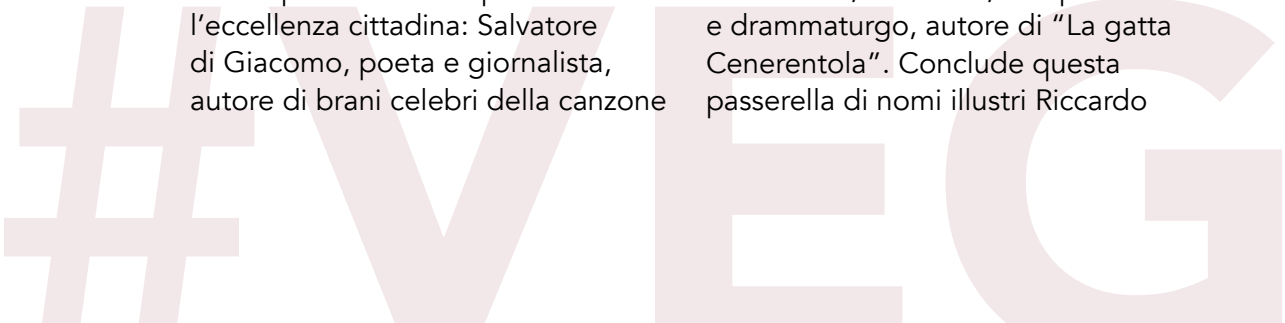 l’eccellenza cittadina: Salvatore
di Giacomo, poeta e giornalista,
autore di brani celebri della canzone
e drammaturgo, autore di “La gatta
Cenerentola”. Conclude questa
passerella di nomi illustri Riccardo
#VEG